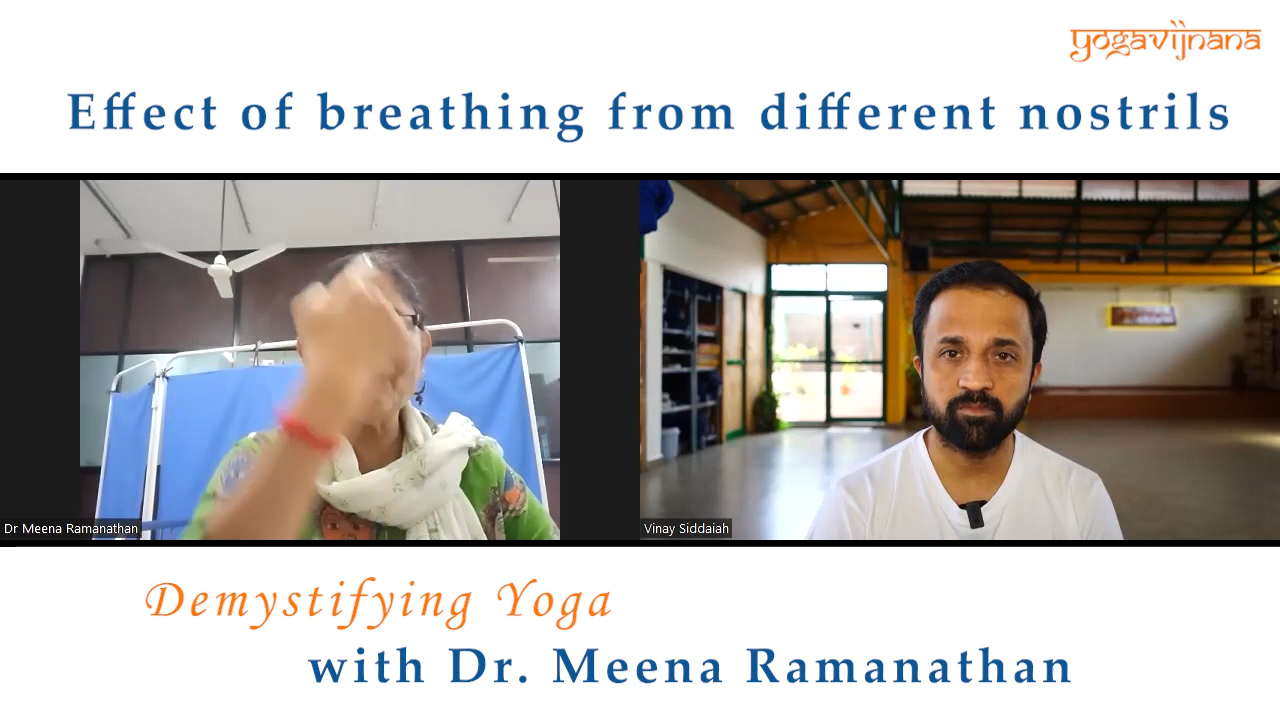 yogavijnana
Effect of breathing from different nostrils
Dr Meena Ramanathan
Vinay Siddaiah
Demystifying Yoga
with Dr. Meena Ramanathan